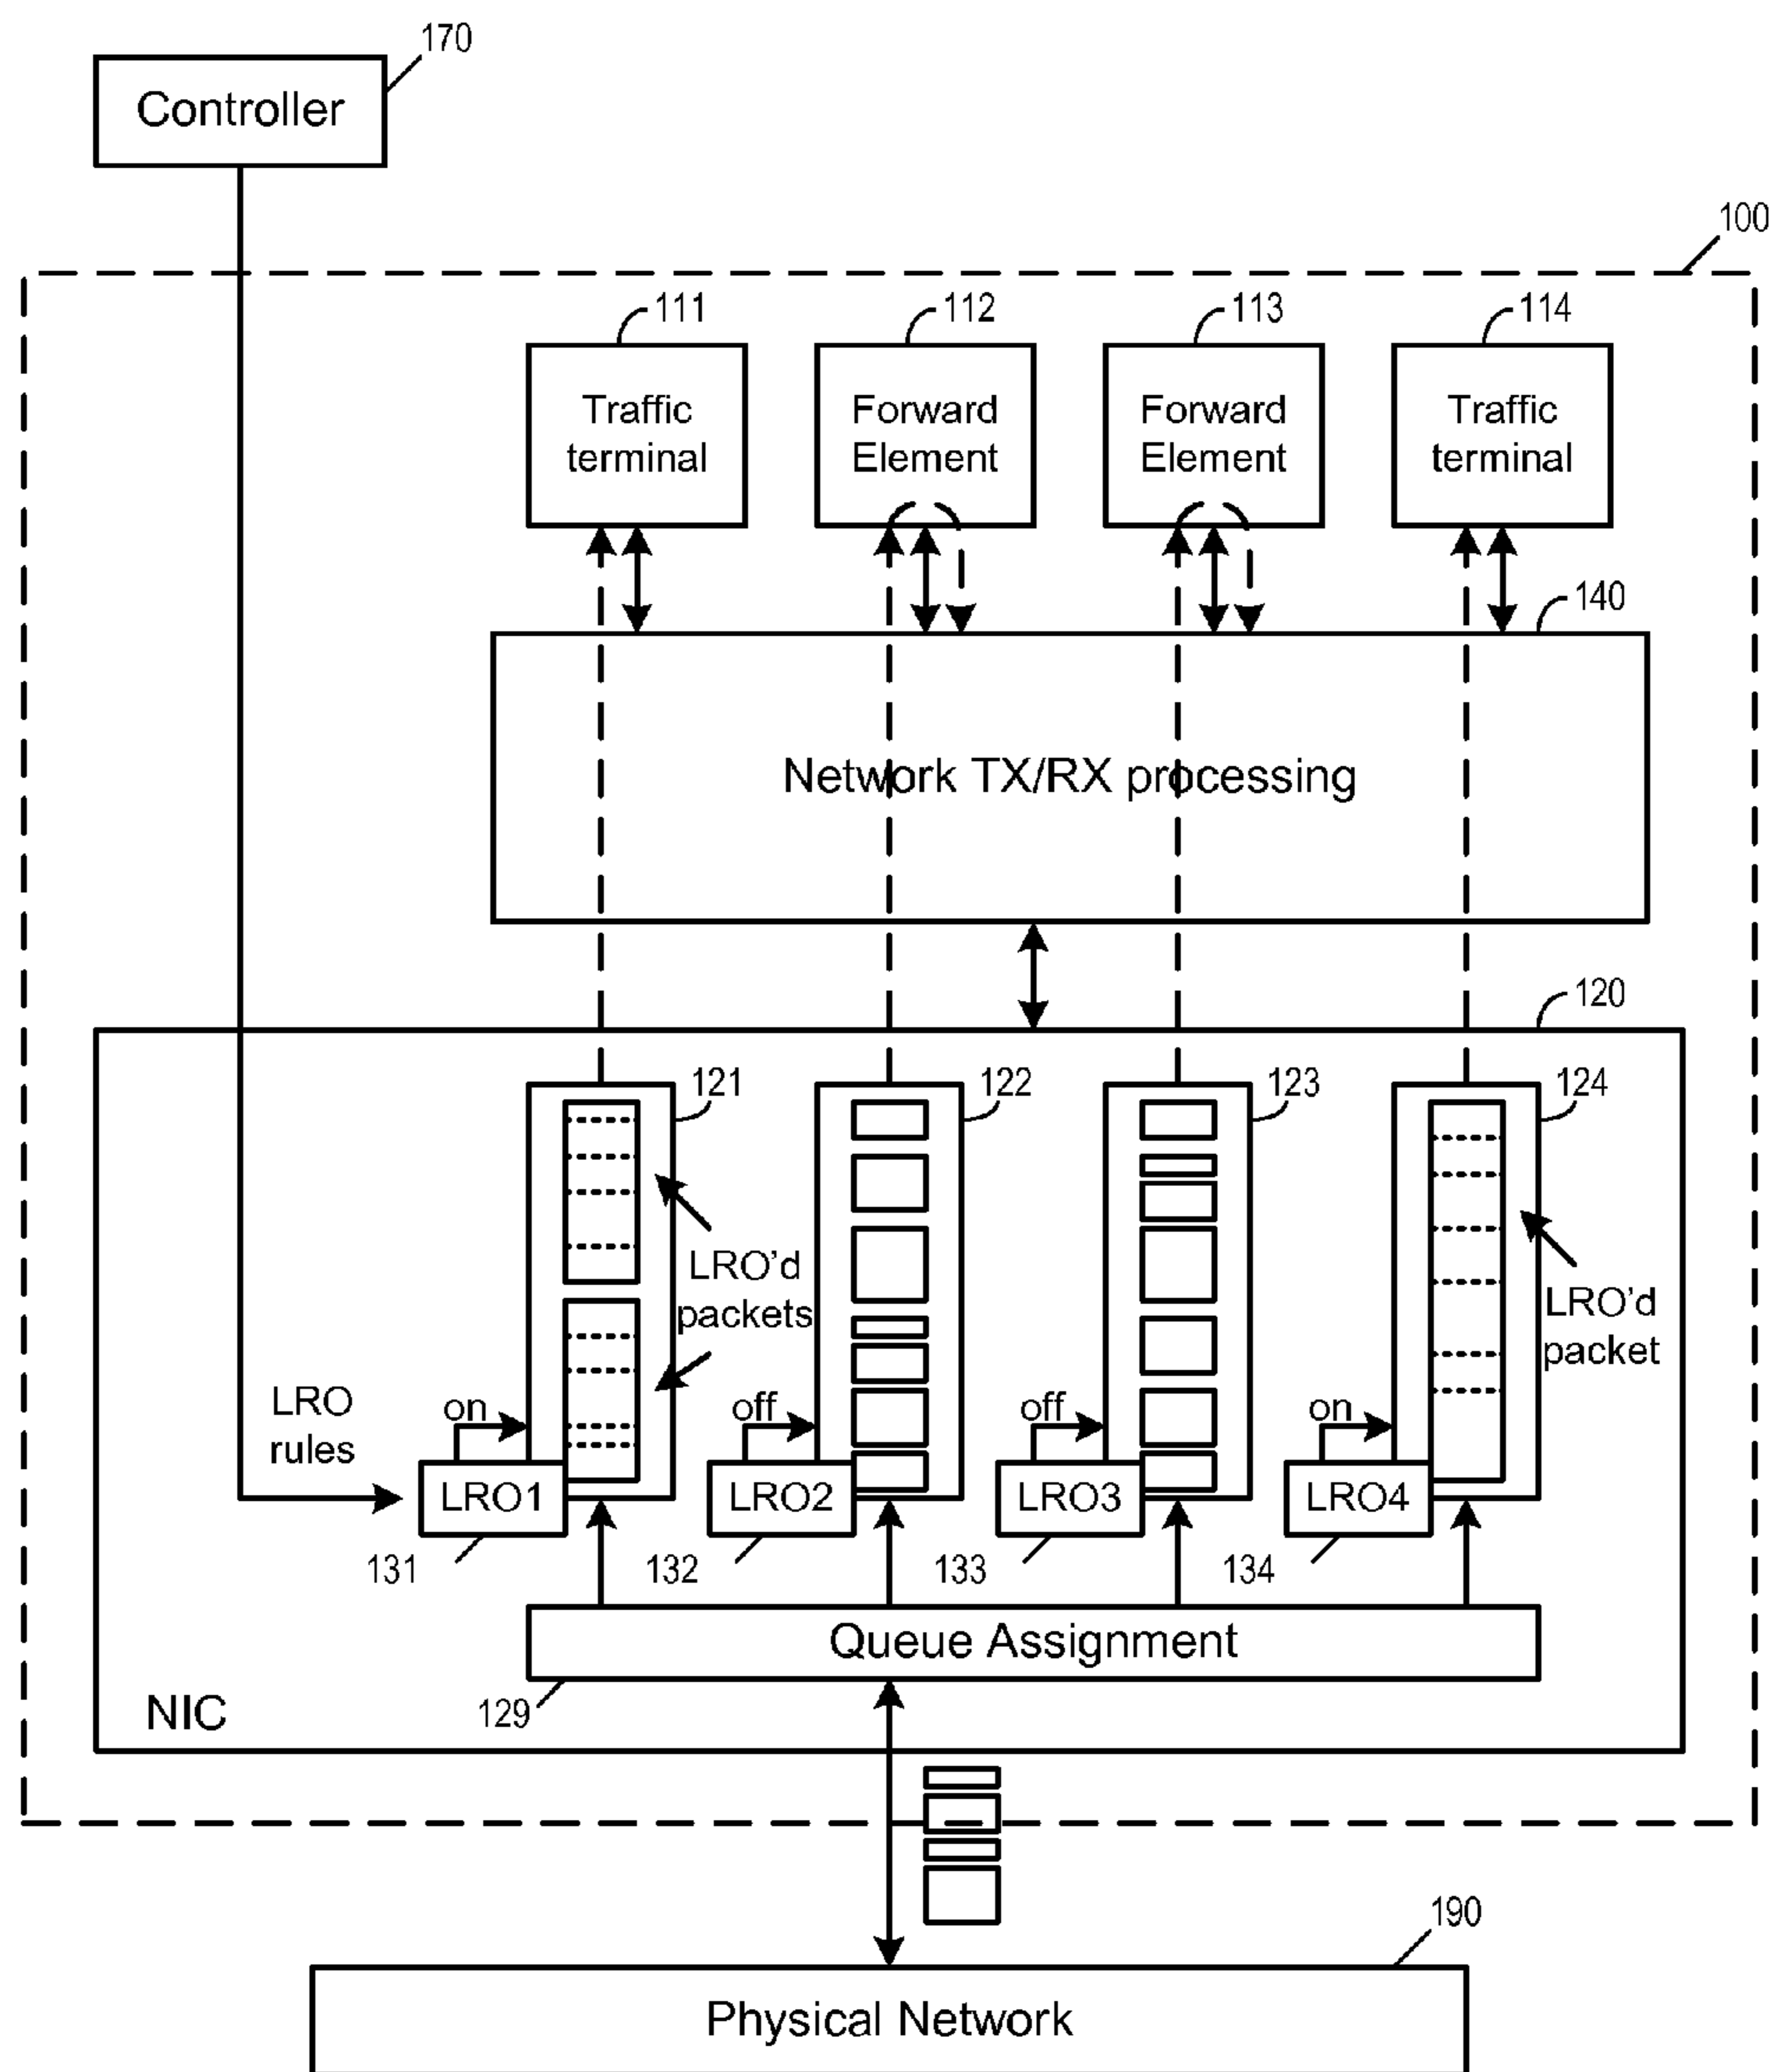 170
Controller
100
111
112
113
114
Traffic
terminal
Forward
Element
Forward
Element
Traffic
terminal
140
Network TX/RX processing
120
121
122
123
124
LRO'd
packets
LRO'd
packet
LRO
rules
on
off
off
on
LRO1
LRO2
LRO3
LRO4
131
132
133
134
Queue Assignment
129
NIC
190
Physical Network